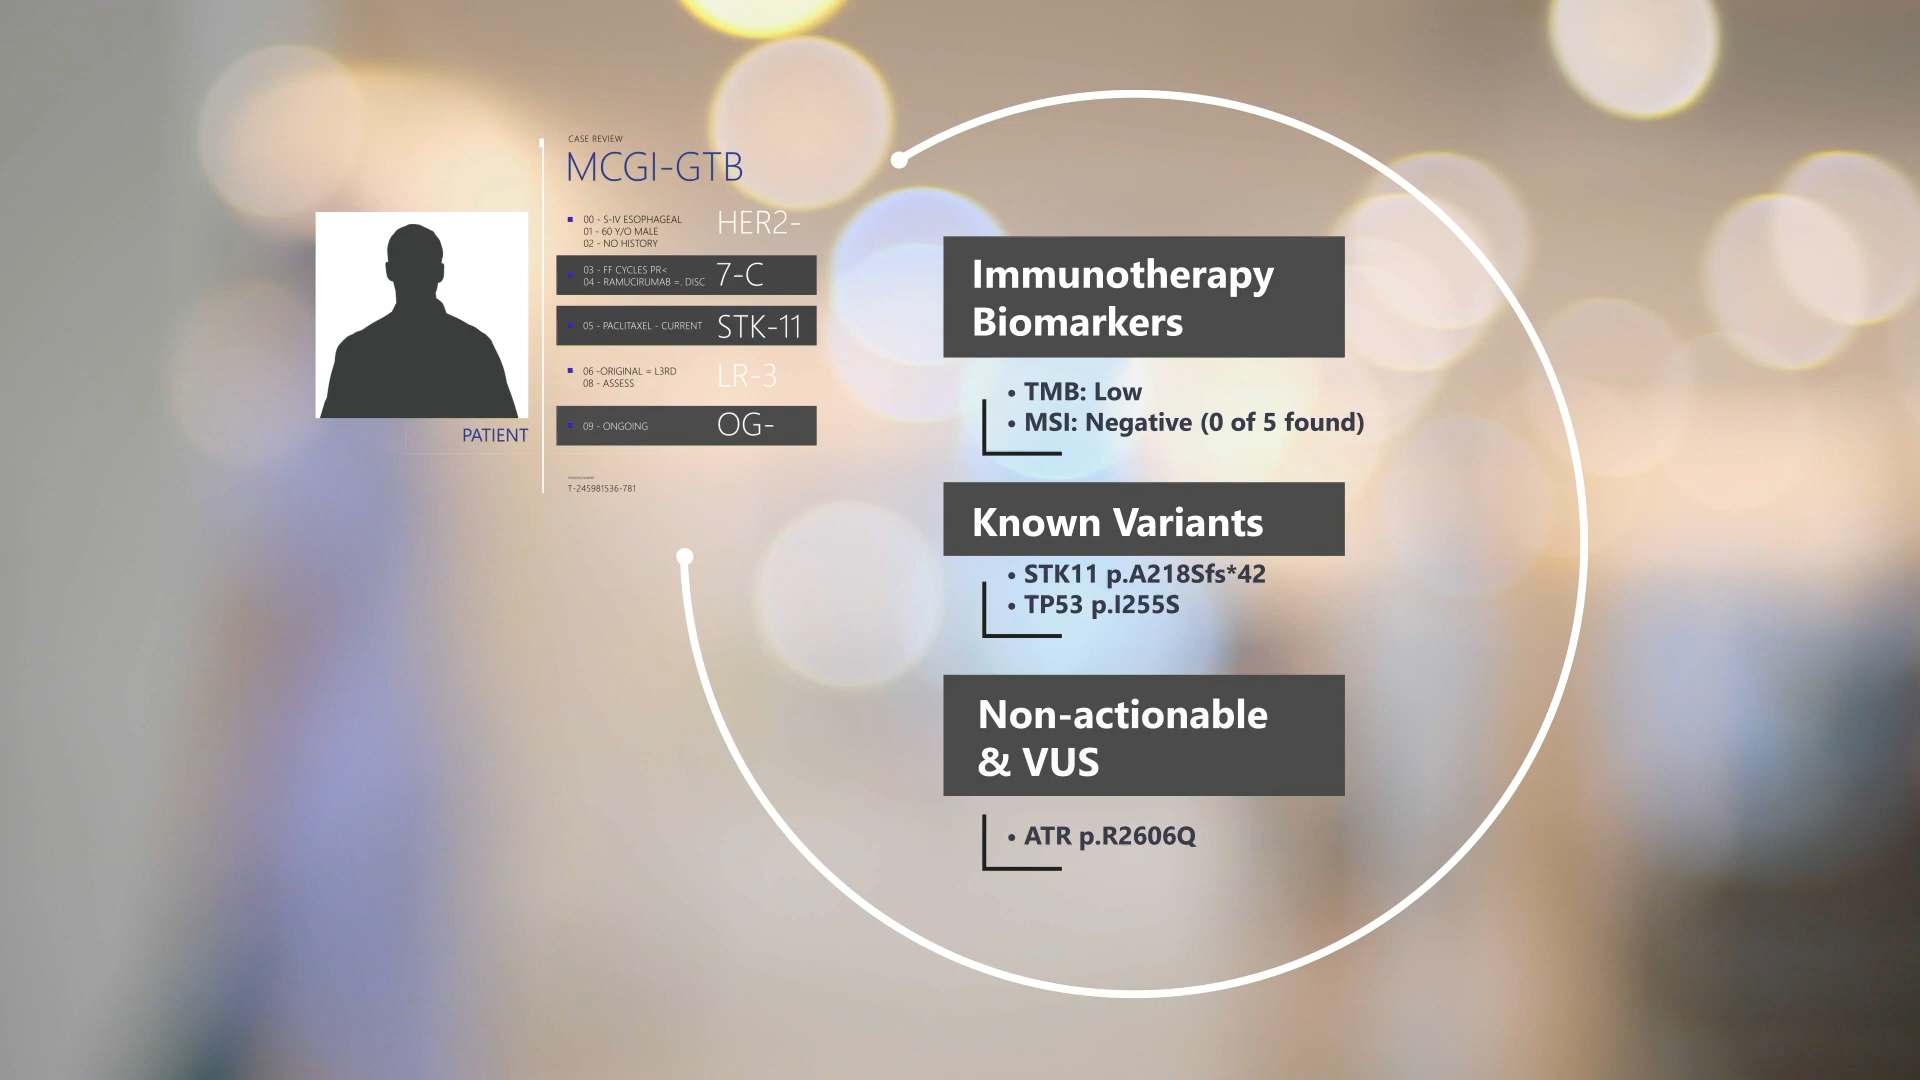 CASE REVIEW
MCGI-GTB
00 - S-IV ESOPHAGEAL
01 - 60 Y/O MALE
02 - NO HISTORY
HER2-
03 - FF CYCLES PR<
04 - RAMUCIRUMAB =. DISC
7-C
05 - PACLITAXEL - CURRENT
STK-11
06 -ORIGINAL = L3RD
08 - ASSESS
LR-3
09 - ONGOING
OG-
PATIENT
T-245981536-781
Immunotherapy
Biomarkers
• TMB: Low
• MSI: Negative (0 of 5 found)
Known Variants
• STK11 p.A218Sfs*42
• TP53 p.I255S
Non-actionable
& VUS
• ATR p.R2606Q